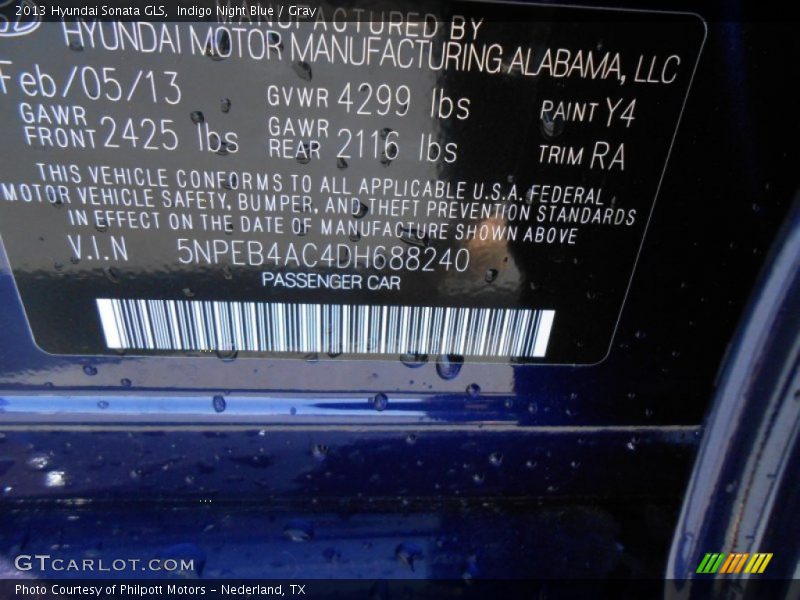 2013 Hyundai Sonata GLS, Indigo Night Blue / Gray
MANUFACTURED BY
HYUNDAI MOTOR MANUFACTURING ALABAMA, LLC
Feb/05/13
GVWR 4299 lbs
PAINT Y4
GAWR FRONT 2425 lbs
GAWR REAR 2116 lbs
TRIM RA
THIS VEHICLE CONFORMS TO ALL APPLICABLE U.S.A. FEDERAL
MOTOR VEHICLE SAFETY, BUMPER, AND THEFT PREVENTION STANDARDS
IN EFFECT ON THE DATE OF MANUFACTURE SHOWN ABOVE
V.I.N 5NPEB4AC4DH688240
PASSENGER CAR
GTCARLOT.COM
Photo Courtesy of Philpott Motors - Nederland, TX